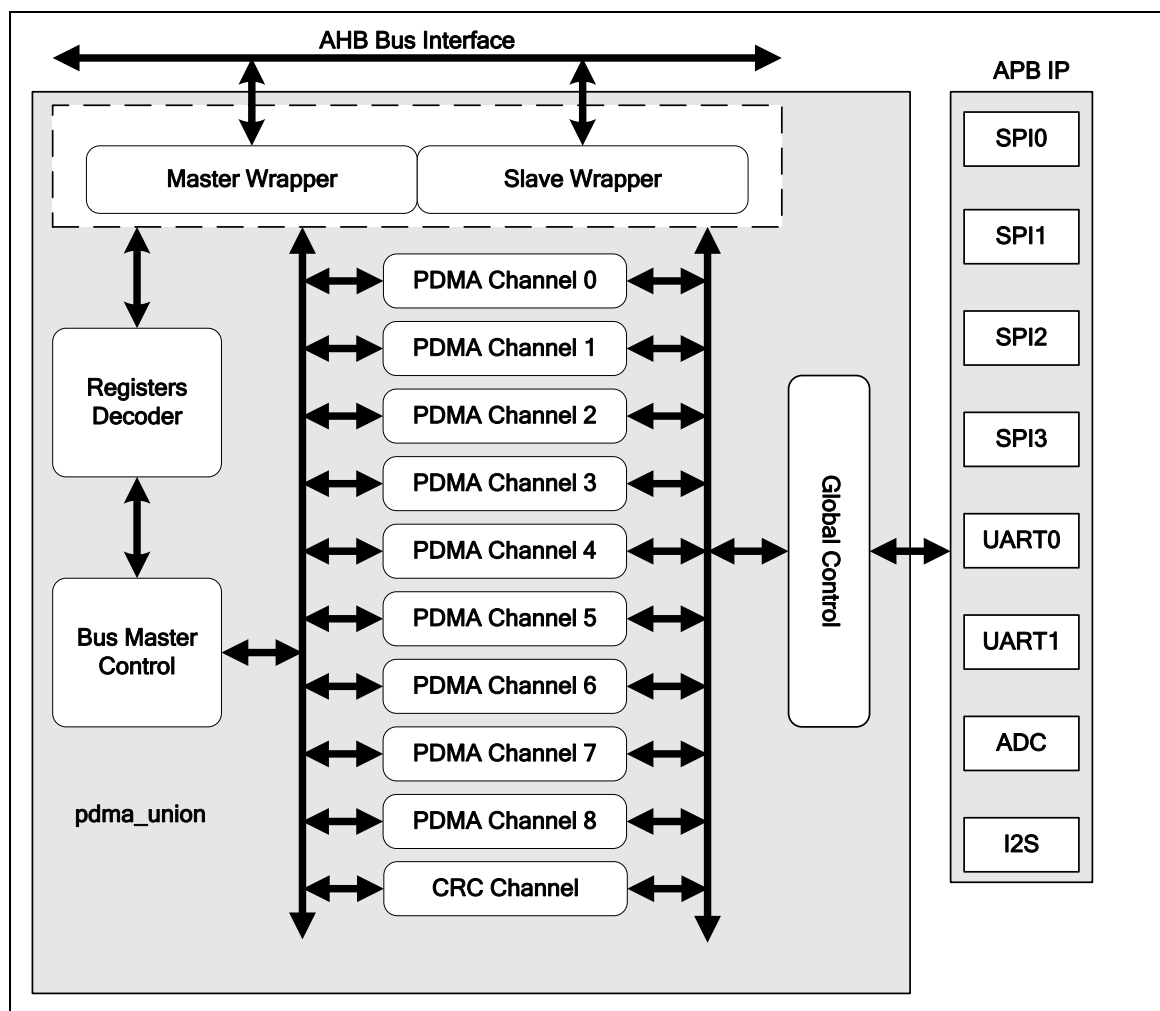 AHB Bus Interface
APB IP
Master Wrapper
Slave Wrapper
Registers
Decoder
Bus Master
Control
pdma_union
PDMA Channel 0
PDMA Channel 1
PDMA Channel 2
PDMA Channel 3
PDMA Channel 4
PDMA Channel 5
PDMA Channel 6
PDMA Channel 7
PDMA Channel 8
CRC Channel
Global Control
SPI0
SPI1
SPI2
SPI3
UART0
UART1
ADC
I2S